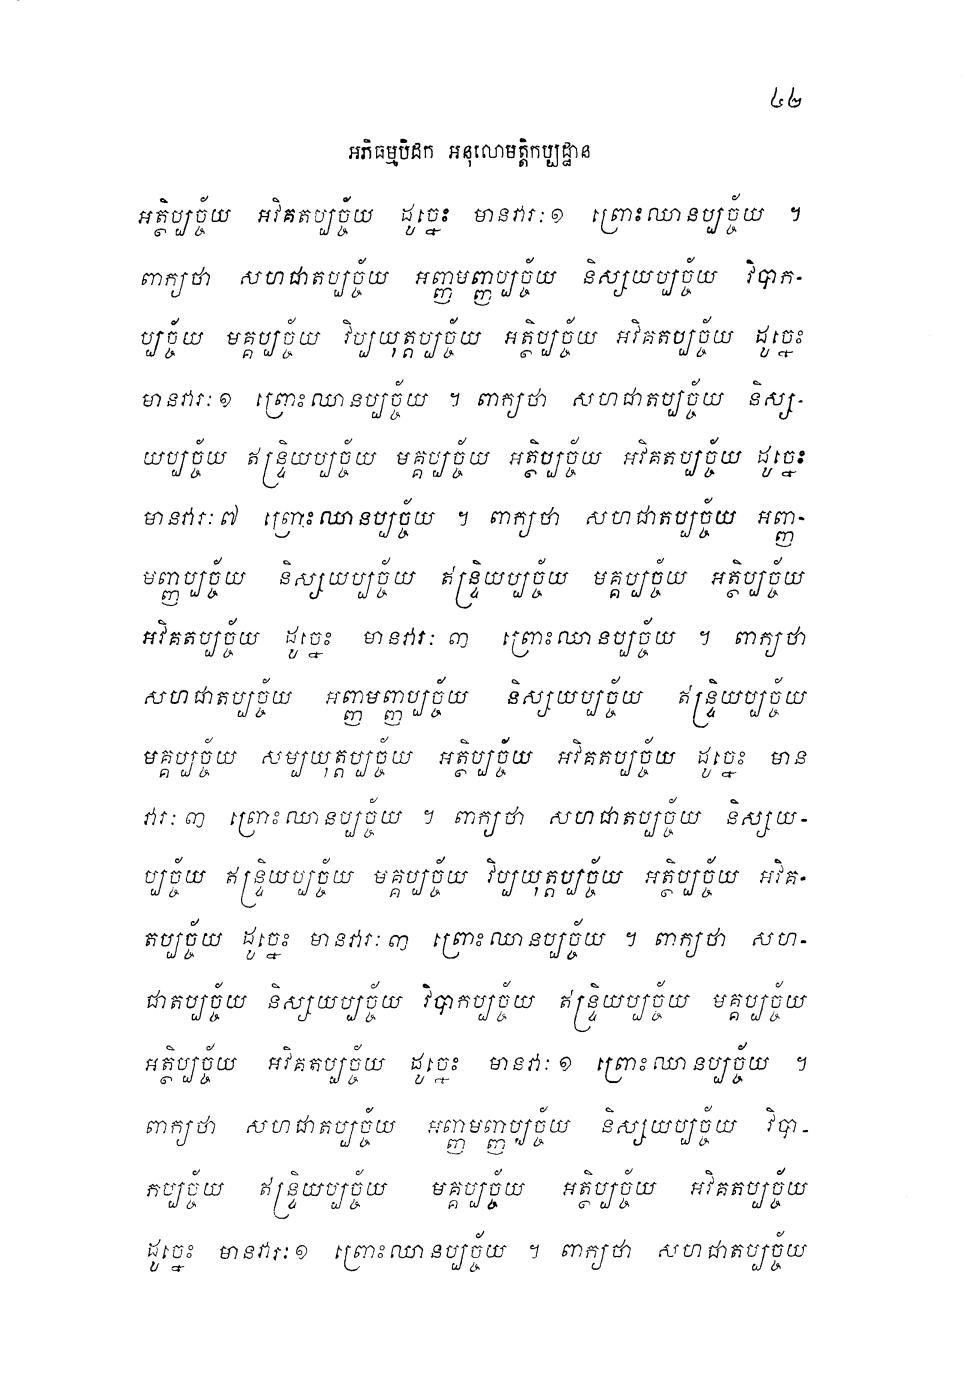 ៤២
អភិធម្មបិដក អនុលោមត្តិកប្បដ្ឋាន
អត្ថិប្បច្ច័យ អវិគតប្បច្ច័យ ដូច្នេះ មានវារៈ ១ ព្រោះឈានប្បច្ច័យ ។
ពាក្យថា សហជាតប្បច្ច័យ អញ្ញមញ្ញប្បច្ច័យ និស្សយប្បច្ច័យ វិបាក-
ប្បច្ច័យ មគ្គប្បច្ច័យ វិប្បយុត្តប្បច្ច័យ អត្ថិប្បច្ច័យ អវិគតប្បច្ច័យ ដូច្នេះ
មានវារៈ ១ ព្រោះឈានប្បច្ច័យ ។ ពាក្យថា សហជាតប្បច្ច័យ និស្ស-
យប្បច្ច័យ ឥន្ទ្រិយប្បច្ច័យ មគ្គប្បច្ច័យ អត្ថិប្បច្ច័យ អវិគតប្បច្ច័យ ដូច្នេះ
មានវារៈ ៧ ព្រោះឈានប្បច្ច័យ ។ ពាក្យថា សហជាតប្បច្ច័យ អញ្ញ-
មញ្ញប្បច្ច័យ និស្សយប្បច្ច័យ ឥន្ទ្រិយប្បច្ច័យ មគ្គប្បច្ច័យ អត្ថិប្បច្ច័យ
អវិគតប្បច្ច័យ ដូច្នេះ មានវារៈ ៣ ព្រោះឈានប្បច្ច័យ ។ ពាក្យថា
សហជាតប្បច្ច័យ អញ្ញមញ្ញប្បច្ច័យ និស្សយប្បច្ច័យ ឥន្ទ្រិយប្បច្ច័យ
មគ្គប្បច្ច័យ សម្បយុត្តប្បច្ច័យ អត្ថិប្បច្ច័យ អវិគតប្បច្ច័យ ដូច្នេះ មាន
វារៈ ៣ ព្រោះឈានប្បច្ច័យ ។ ពាក្យថា សហជាតប្បច្ច័យ និស្សយ-
ប្បច្ច័យ ឥន្ទ្រិយប្បច្ច័យ មគ្គប្បច្ច័យ វិប្បយុត្តប្បច្ច័យ អត្ថិប្បច្ច័យ អវិគ-
តប្បច្ច័យ ដូច្នេះ មានវារៈ ៣ ព្រោះឈានប្បច្ច័យ ។ ពាក្យថា សហ-
ជាតប្បច្ច័យ និស្សយប្បច្ច័យ វិបាកប្បច្ច័យ ឥន្ទ្រិយប្បច្ច័យ មគ្គប្បច្ច័យ
អត្ថិប្បច្ច័យ អវិគតប្បច្ច័យ ដូច្នេះ មានវារៈ ១ ព្រោះឈានប្បច្ច័យ ។
ពាក្យថា សហជាតប្បច្ច័យ អញ្ញមញ្ញប្បច្ច័យ និស្សយប្បច្ច័យ វិបា-
កប្បច្ច័យ ឥន្ទ្រិយប្បច្ច័យ មគ្គប្បច្ច័យ អត្ថិប្បច្ច័យ អវិគតប្បច្ច័យ
ដូច្នេះ មានវារៈ ១ ព្រោះឈានប្បច្ច័យ ។ ពាក្យថា សហជាតប្បច្ច័យ